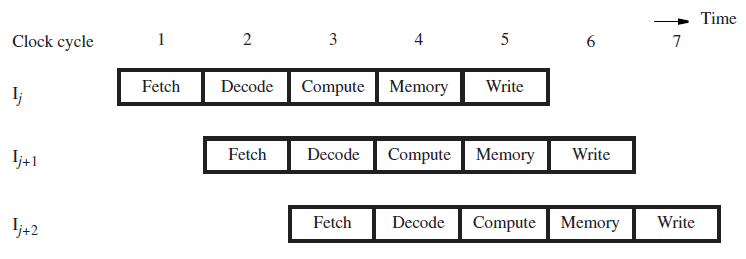 Time
Clock cycle 1 2 3 4 5 6 7
Ij Fetch Decode Compute Memory Write
Ij+1 Fetch Decode Compute Memory Write
Ij+2 Fetch Decode Compute Memory Write